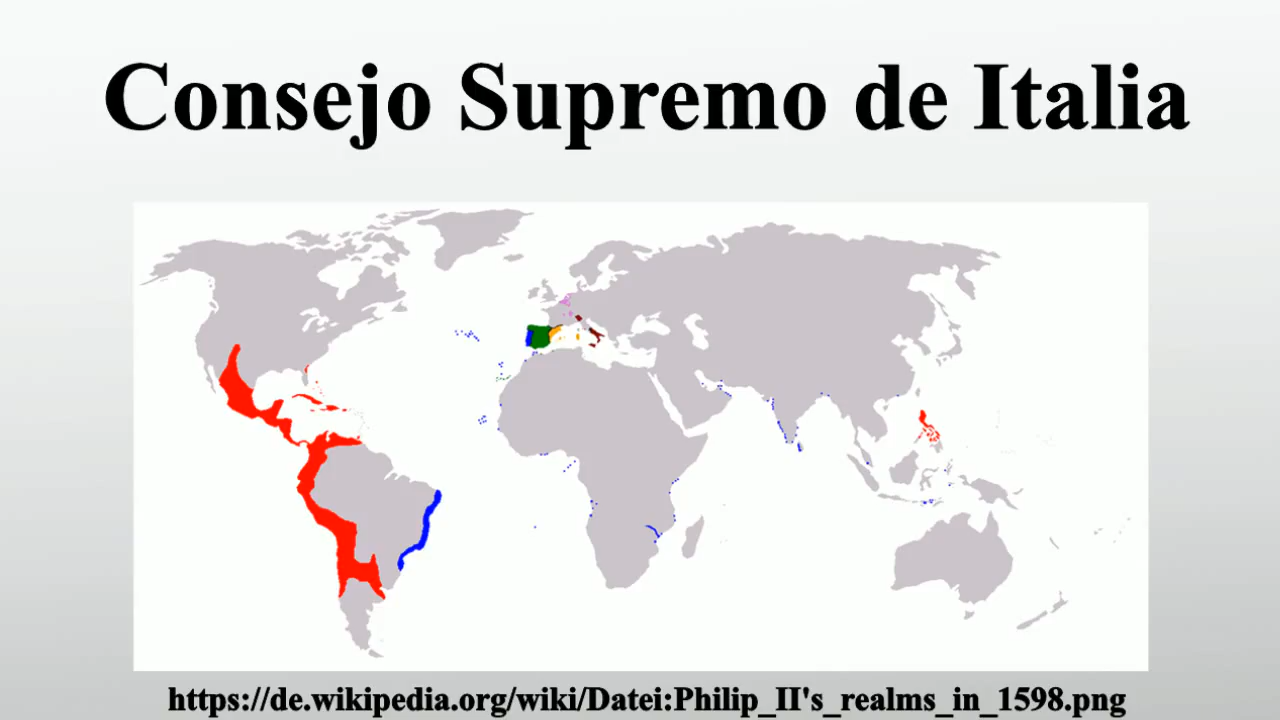 Consejo Supremo de Italia
https://de.wikipedia.org/wiki/Datei:Philip_II's_realms_in_1598.png